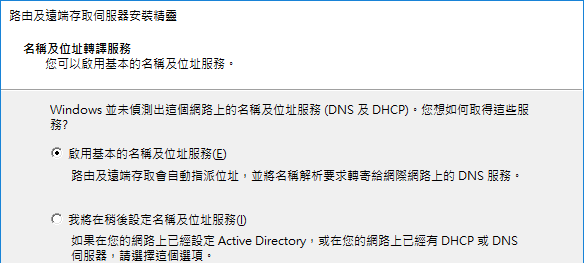 路由及遠端存取伺服器安裝精靈
名稱及位址轉譯服務
您可以啟用基本的名稱及位址服務。
Windows 並未偵測出這個網路上的名稱及位址服務 (DNS 及 DHCP)。您想如何取得這些服
務?
啟用基本的名稱及位址服務(E)
路由及遠端存取會自動指派位址，並將名稱解析要求轉寄給網際網路上的 DNS 服務。
我將在稍後設定名稱及位址服務(I)
如果在您的網路上已經設定 Active Directory，或在您的網路上已經有 DHCP 或 DNS
伺服器，請選擇這個選項。